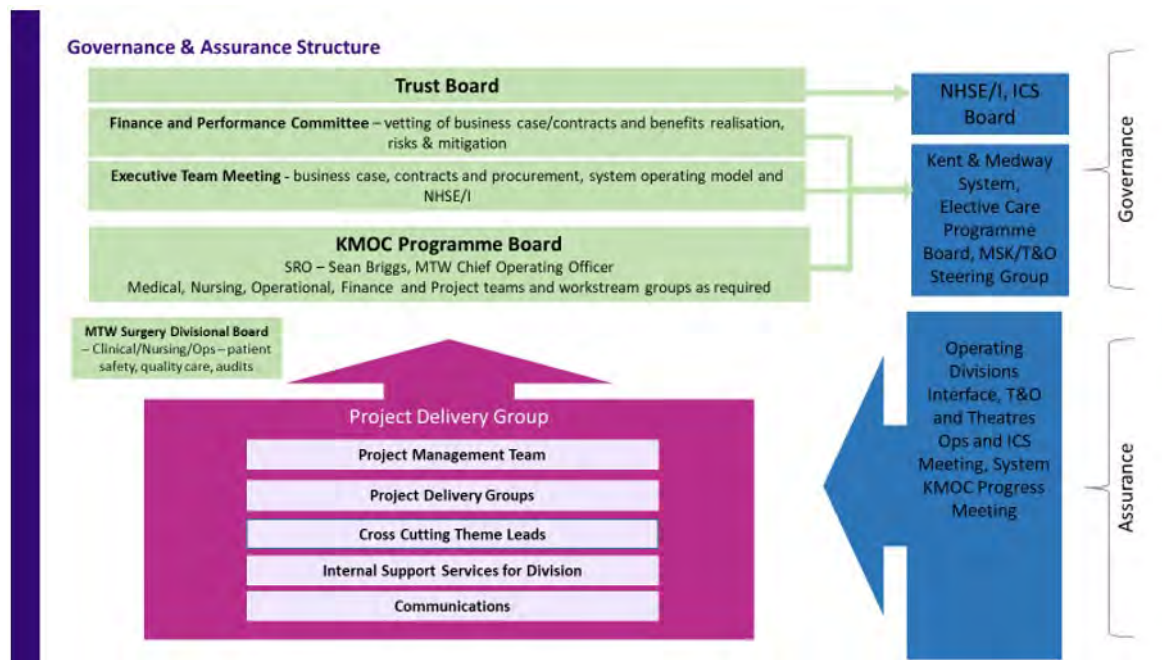 Governance & Assurance Structure
Trust Board
Finance and Performance Committee – vetting of business case/contracts and benefits realisation,
risks & mitigation
Executive Team Meeting - business case, contracts and procurement, system operating model and
NHSE/I
KMOC Programme Board
SRO – Sean Briggs, MTW Chief Operating Officer
Medical, Nursing, Operational, Finance and Project teams and workstream groups as required
NHSE/I, ICS
Board
Kent & Medway
System,
Elective Care
Programme
Board, MSK/T&O
Steering Group
Governance
MTW Surgery Divisional Board
– Clinical/Nursing/Ops – patient
safety, quality care, audits
Project Delivery Group
Project Management Team
Project Delivery Groups
Cross Cutting Theme Leads
Internal Support Services for Division
Communications
Operating
Divisions
Interface, T&O
and Theatres
Ops and ICS
Meeting, System
KMOC Progress
Meeting
Assurance